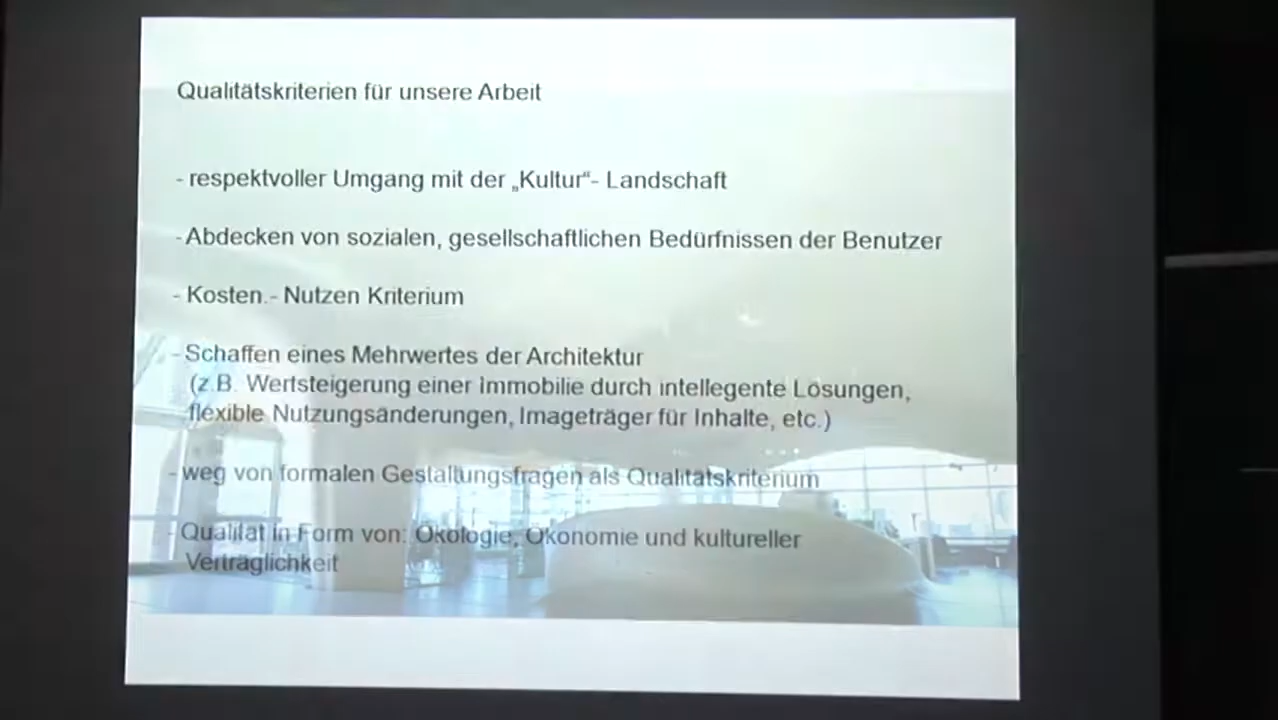 Qualitätskriterien für unsere Arbeit
- respektvoller Umgang mit der „Kultur“- Landschaft
- Abdecken von sozialen, gesellschaftlichen Bedürfnissen der Benutzer
- Kosten.- Nutzen Kriterium
- Schaffen eines Mehrwertes der Architektur
(z.B. Wertsteigerung einer Immobilie durch intellegente Lösungen,
flexible Nutzungsänderungen, Imageträger für Inhalte, etc.)
- weg von formalen Gestaltungsfragen als Qualitätskriterium
- Qualität in Form von: Ökologie, Ökonomie und kultureller
Verträglichkeit